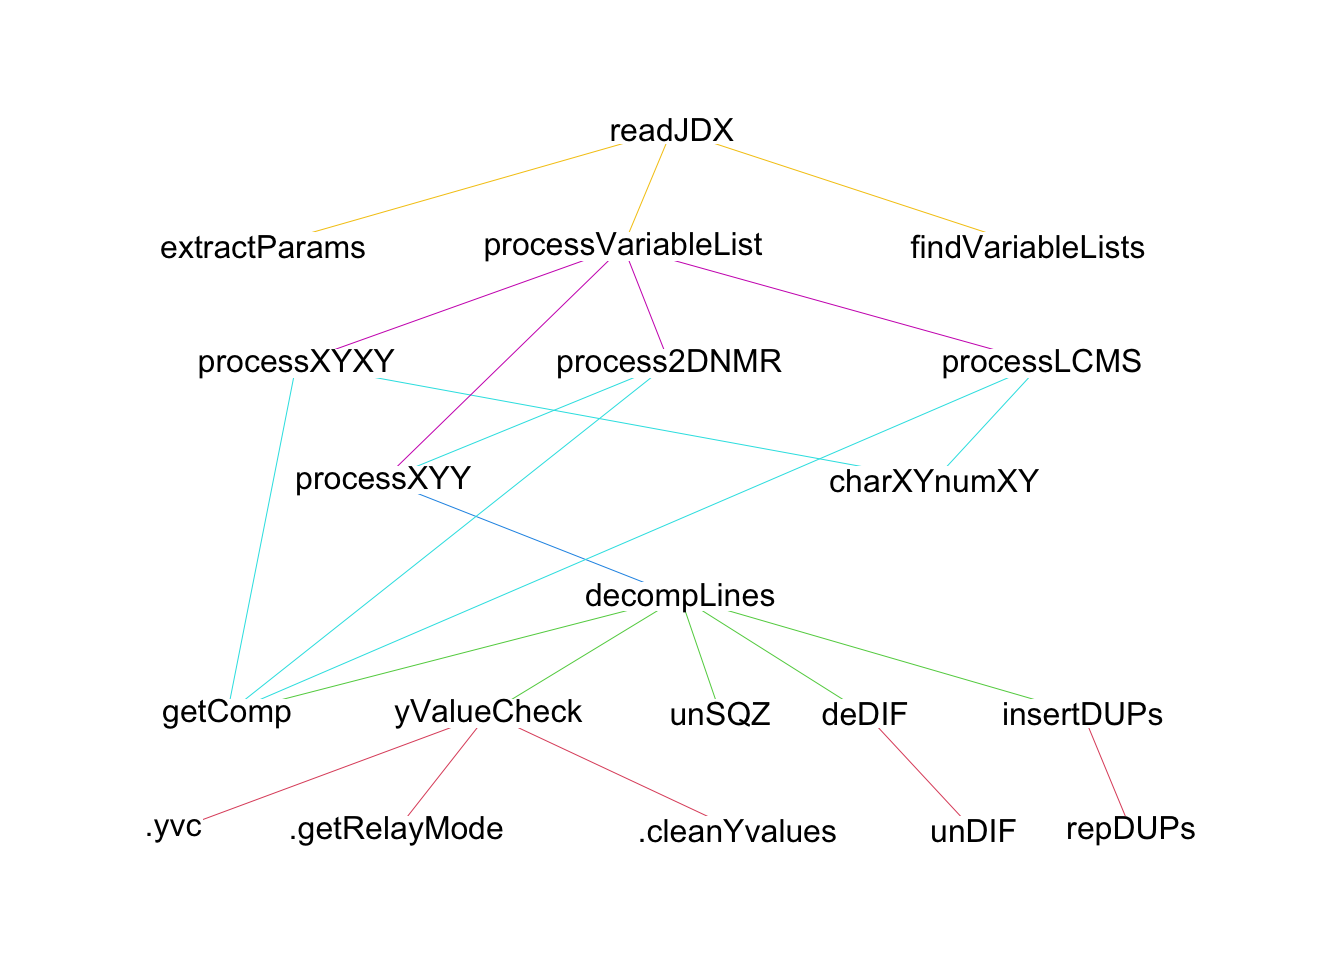 readJDX
extractParams
processVariableList
findVariableLists
processXYXY
process2DNMR
processLCMS
processXYY
charXYnumXY
decompLines
getComp
yValueCheck
unSQZ
deDIF
insertDUPs
.yvc
.getRelayMode
.cleanYvalues
unDIF
repDUPs